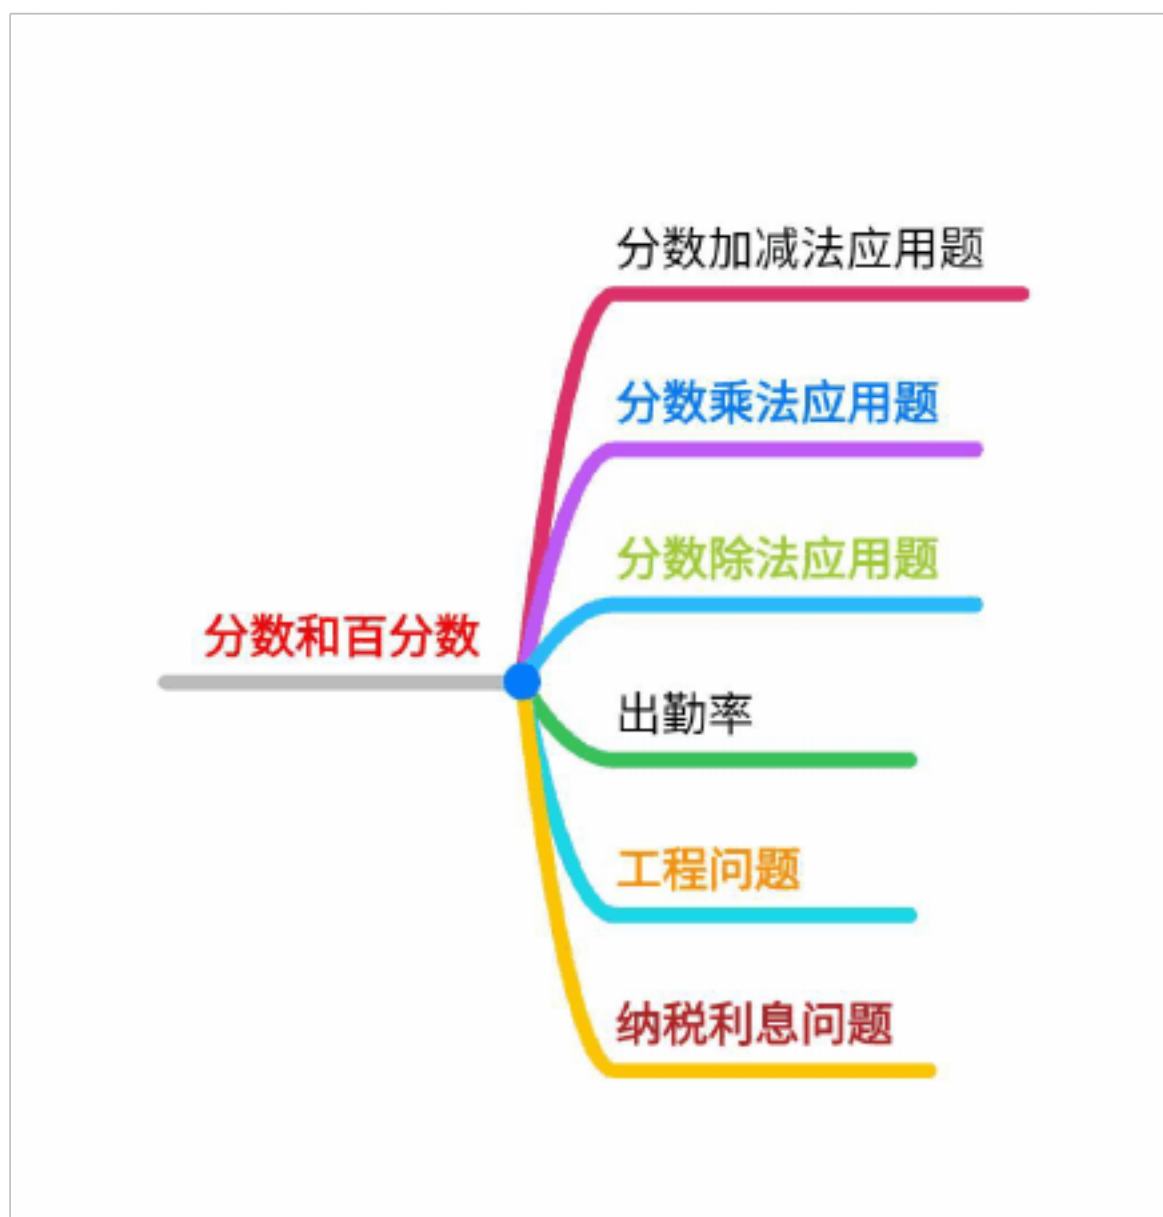 分数加减法应用题
分数乘法应用题
分数除法应用题
分数和百分数
出勤率
工程问题
纳税利息问题